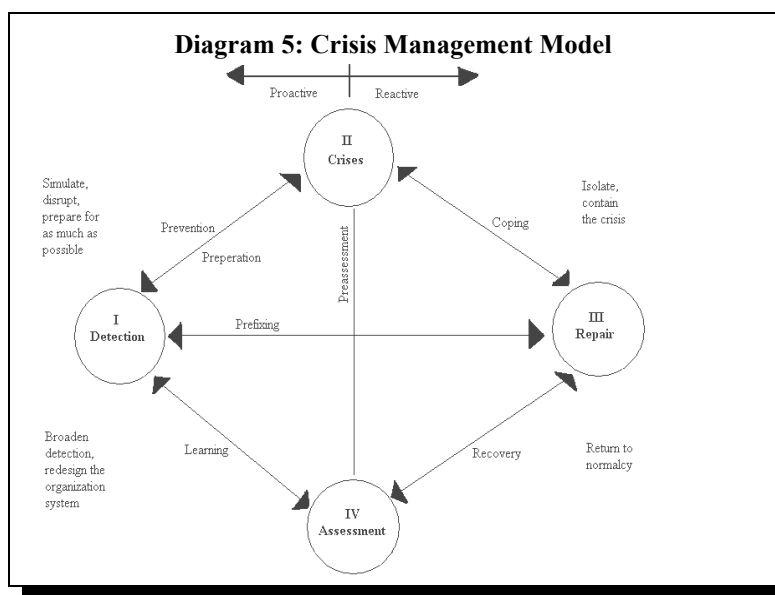 Diagram 5: Crisis Management Model
Proactive
Reactive
II
Crises
Simulate,
disrupt,
prepare for
as much as
possible
Isolate,
contain
the crisis
Prevention
Preperation
Coping
Preassessment
I
Detection
Prefixing
III
Repair
Broaden
detection,
redesign the
organization
system
Learning
Recovery
Return to
normalcy
IV
Assessment